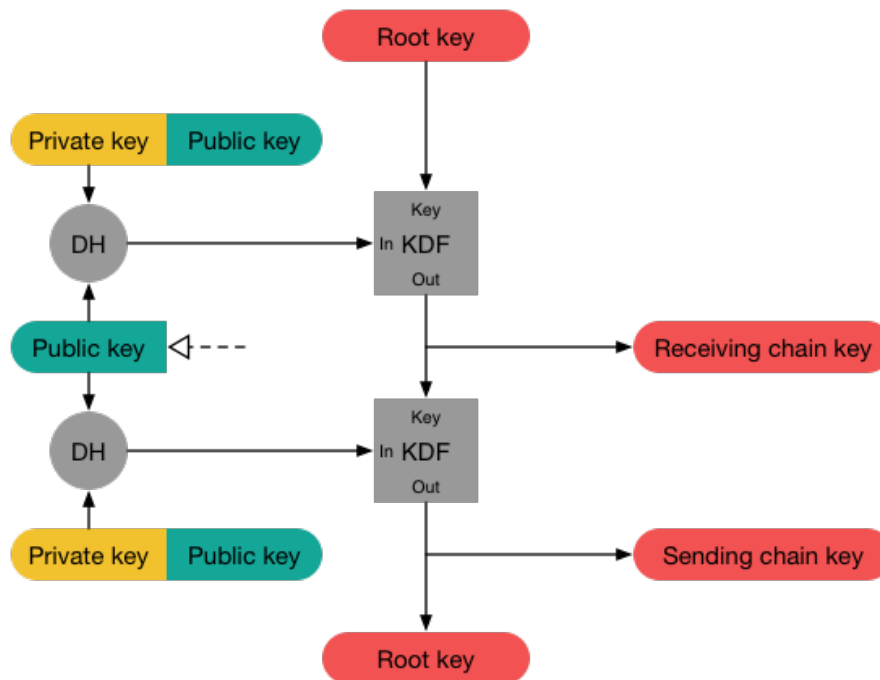 Root key
Private key Public key
Key
DH
In KDF
Out
Public key
Receiving chain key
Key
DH
In KDF
Out
Private key Public key
Sending chain key
Root key